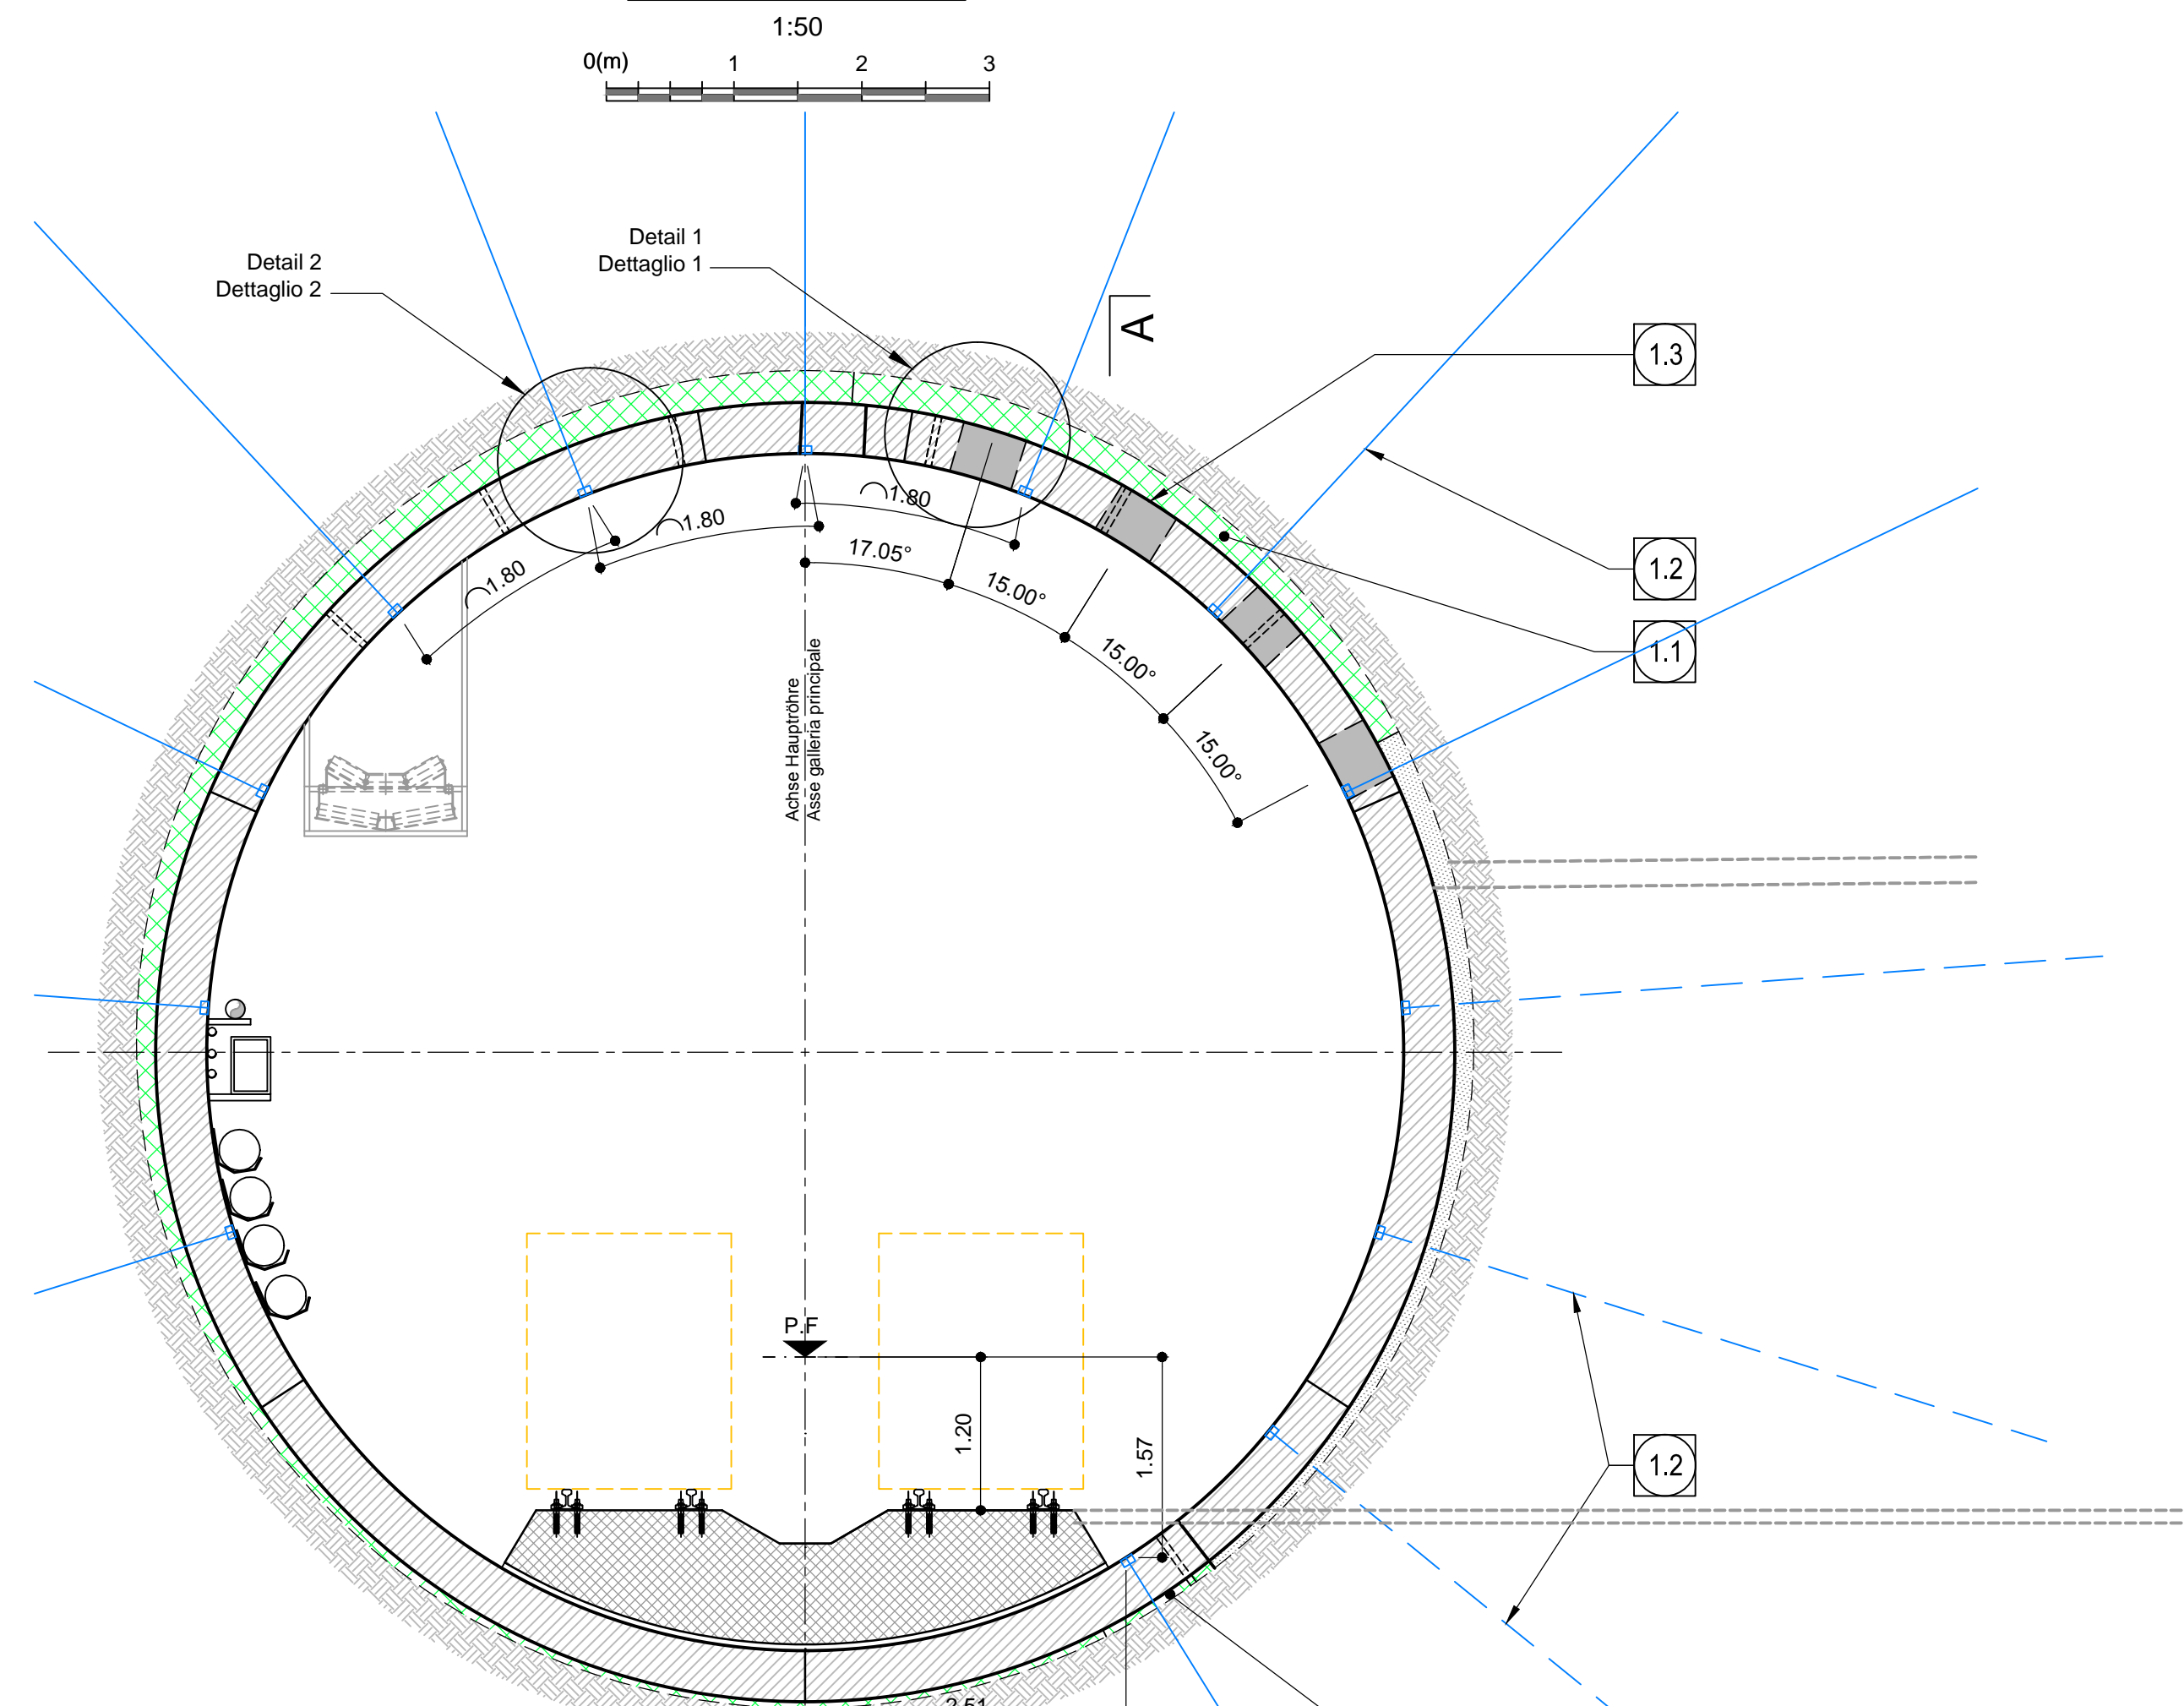 1:50
0(m) 1 2 3
Detail 1
Dettaglio 1
Detail 2
Dettaglio 2
A
1.3
1.80
1.80
1.80
17.05°
15.00°
15.00°
15.00°
1.2
1.1
Achse Hauptröhre
Asse galleria principale
P.F
1.20
1.57
1.2
2.51